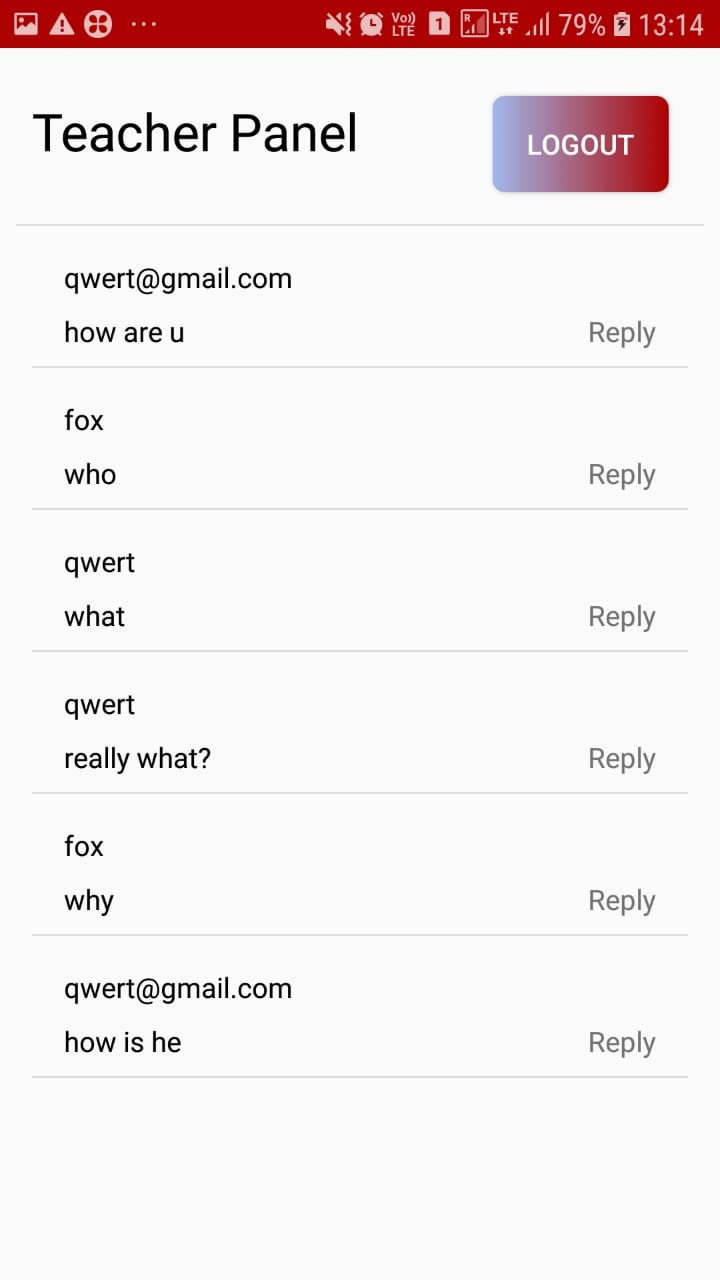 Vo)) LTE 1 R LTE 79% 13:14
Teacher Panel
LOGOUT
qwert@gmail.com
how are u
Reply
fox
who
Reply
qwert
what
Reply
qwert
really what?
Reply
fox
why
Reply
qwert@gmail.com
how is he
Reply